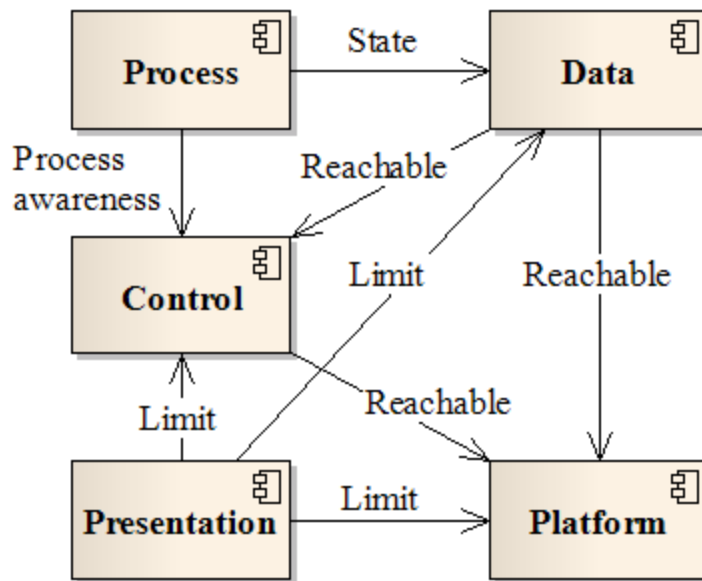 Process
State
Data
Process
awareness
Reachable
Control
Limit
Reachable
Limit
Reachable
Presentation
Limit
Platform